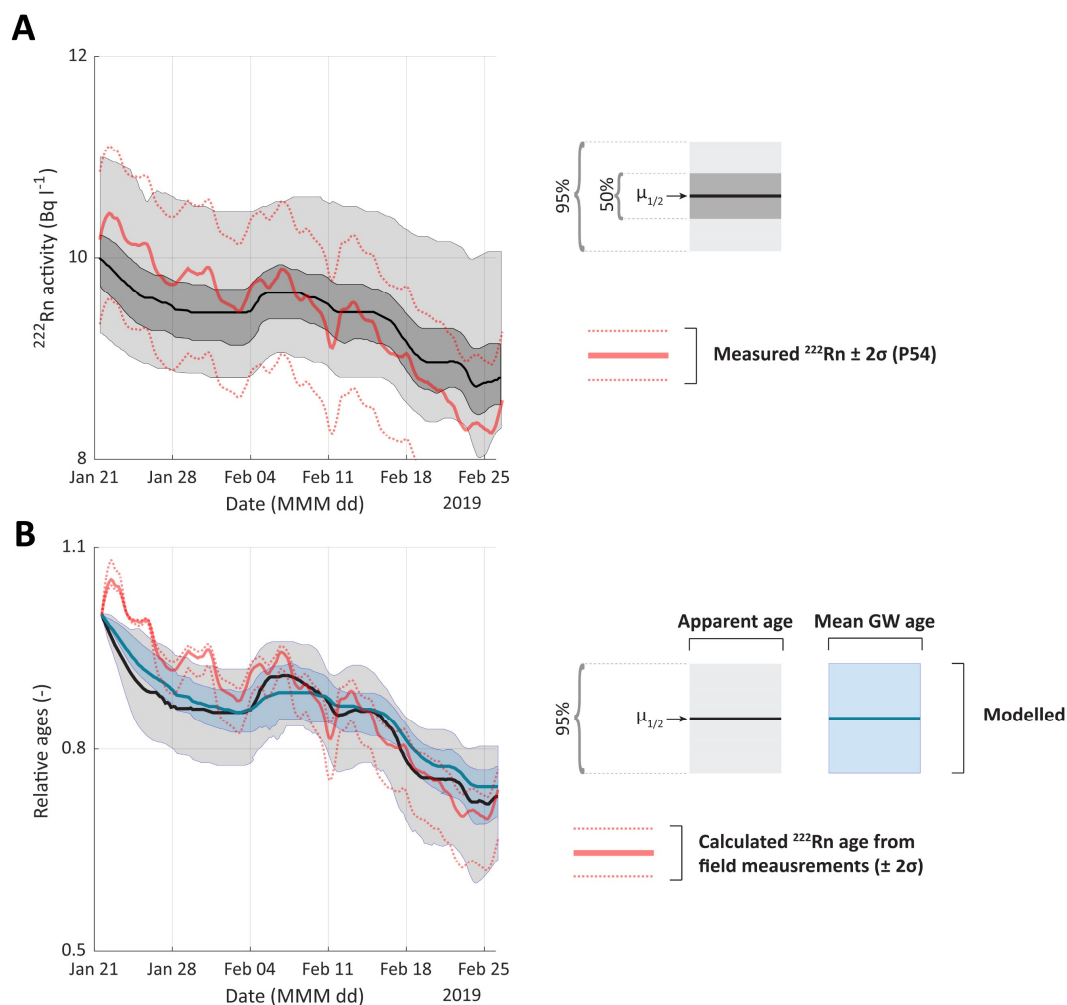 A
12
10
8
²²²Rn activity (Bq l⁻¹)
Jan 21 Jan 28 Feb 04 Feb 11 Feb 18 Feb 25
Date (MMM dd) 2019
95%
50%
μ1/2
Measured ²²²Rn ± 2σ (P54)
B
1.1
0.8
0.5
Relative ages (-)
Jan 21 Jan 28 Feb 04 Feb 11 Feb 18 Feb 25
Date (MMM dd) 2019
Apparent age Mean GW age
95%
μ1/2
Modelled
Calculated ²²²Rn age from
field meausrements (± 2σ)